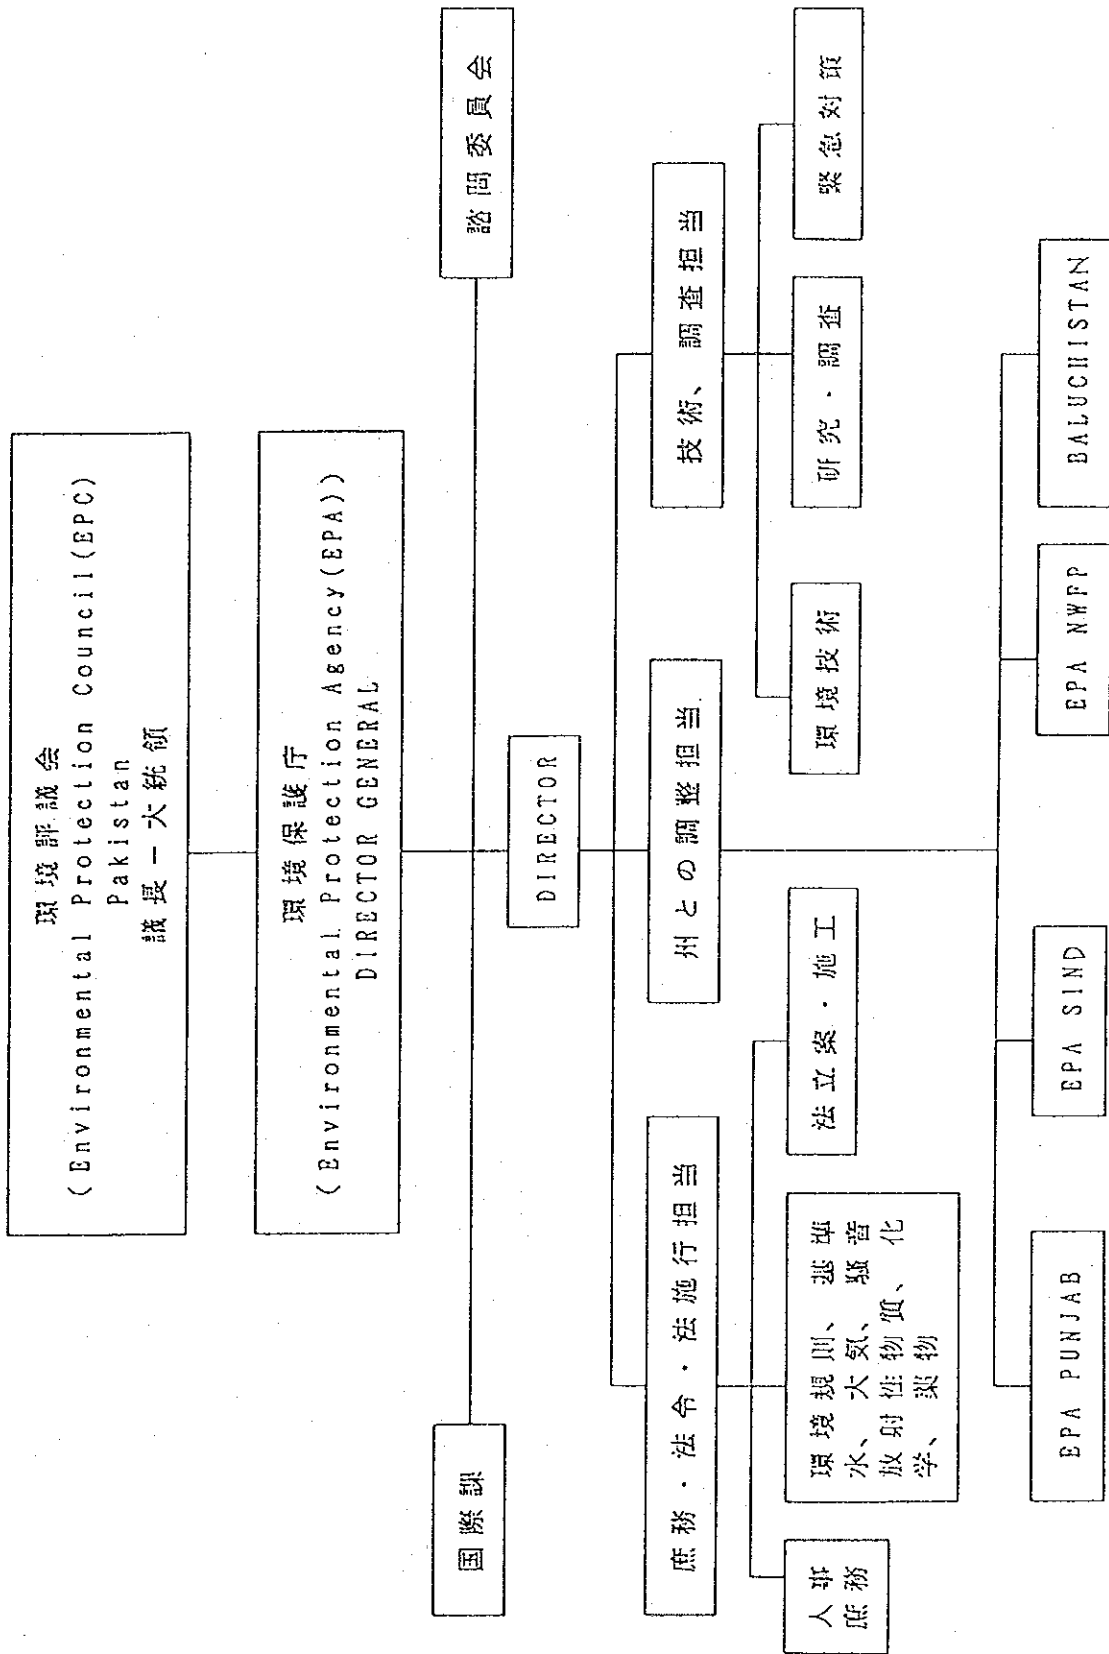 環境評議会
(Environmental Protection Council(EPC)
Pakistan
議長－大統領
環境保護庁
(Environmental Protection Agency(EPA))
DIRECTOR GENERAL
国際課
諮問委員会
DIRECTOR
庶務・法令・法施行担当
州との調整担当
技術、調査担当
人事
庶務
環境規則、基準
水、大気、騒音
放射性物質、化
学、薬物
法立案・施工
環境技術
研究・調査
緊急対策
EPA PUNJAB
EPA SIND
EPA NWFP
BALUCHISTAN